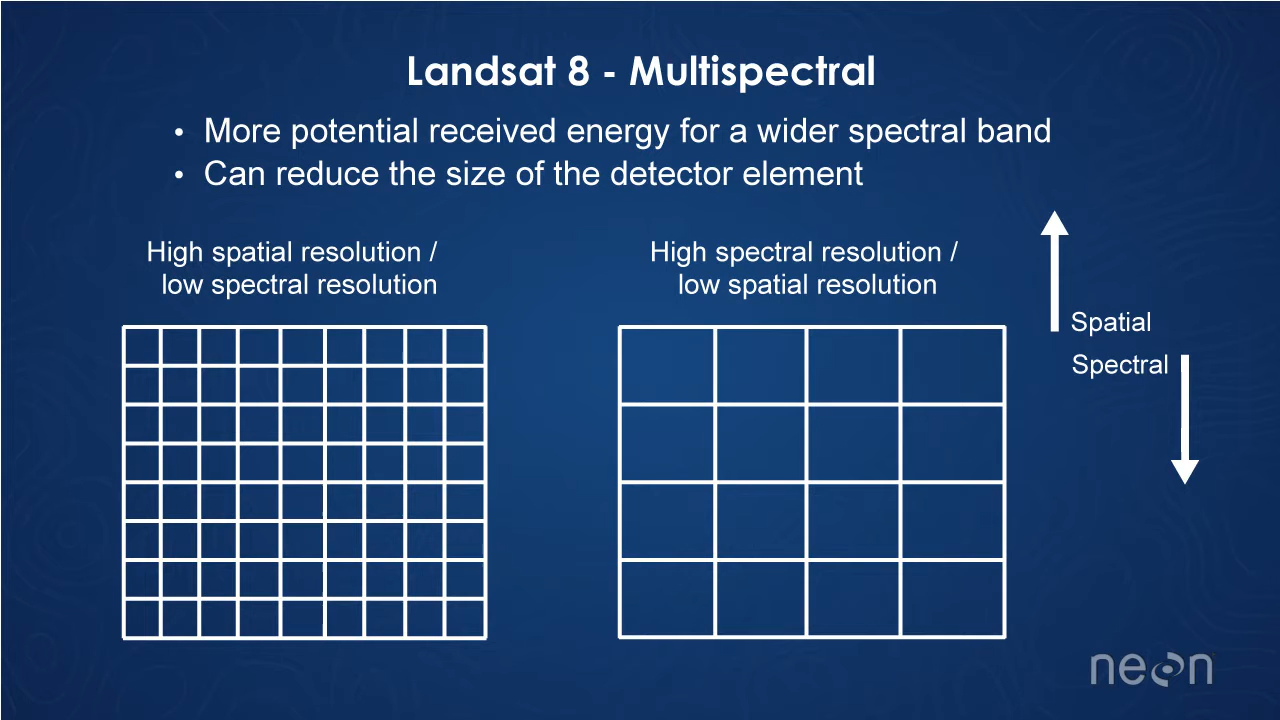 Landsat 8 - Multispectral
• More potential received energy for a wider spectral band
• Can reduce the size of the detector element
High spatial resolution /
low spectral resolution
High spectral resolution /
low spatial resolution
Spatial
Spectral
neon